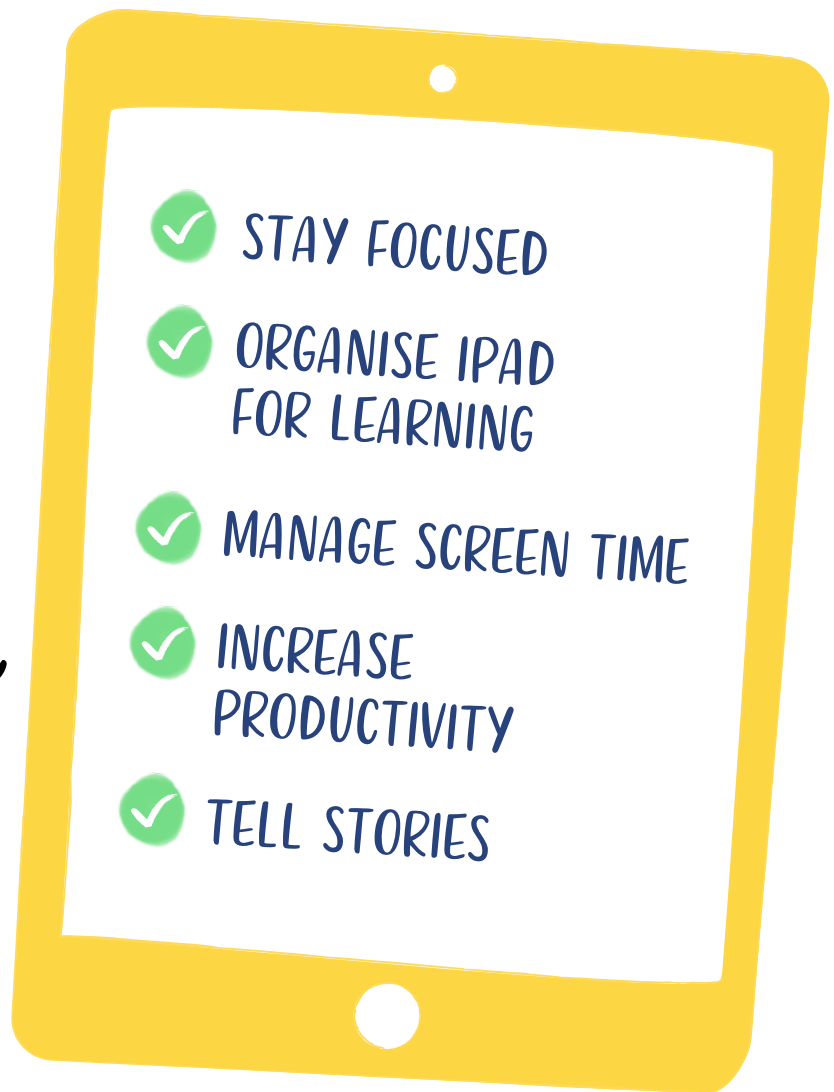 STAY FOCUSED
ORGANISE IPAD
FOR LEARNING
MANAGE SCREEN TIME
INCREASE
PRODUCTIVITY
TELL STORIES